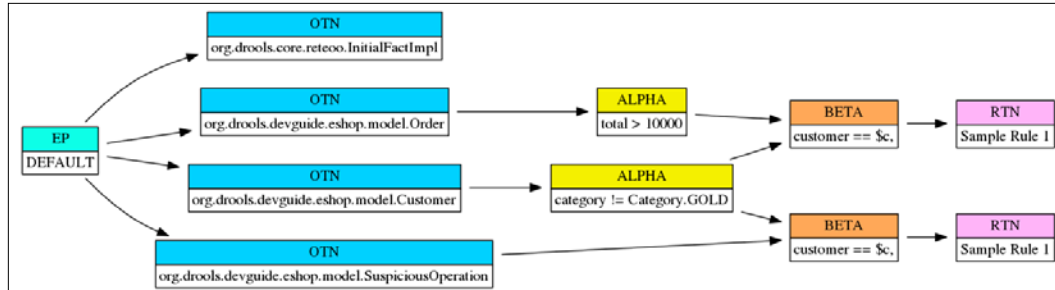 OTN
org.drools.core.reteoo.InitialFactImpl
OTN
org.drools.devguide.eshop.model.Order
ALPHA
total > 10000
BETA
customer == $c,
RTN
Sample Rule 1
EP
DEFAULT
OTN
org.drools.devguide.eshop.model.Customer
ALPHA
category != Category.GOLD
BETA
customer == $c,
RTN
Sample Rule 1
OTN
org.drools.devguide.eshop.model.SuspiciousOperation